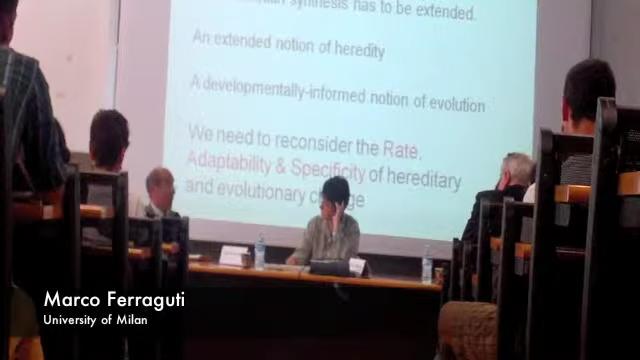 synthesis has to be extended.
An extended notion of heredity
A developmentally-informed notion of evolution
We need to reconsider the Rate,
Adaptability & Specificity of hereditary
and evolutionary
Marco Ferraguti
University of Milan